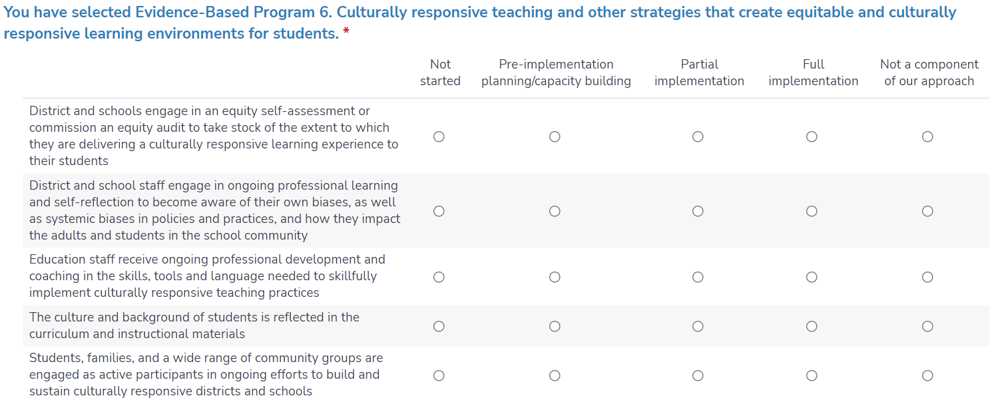 You have selected Evidence-Based Program 6. Culturally responsive teaching and other strategies that create equitable and culturally
responsive learning environments for students. *
Not started
Pre-implementation planning/capacity building
Partial implementation
Full implementation
Not a component of our approach
District and schools engage in an equity self-assessment or
commission an equity audit to take stock of the extent to which
they are delivering a culturally responsive learning experience to
their students
District and school staff engage in ongoing professional learning
and self-reflection to become aware of their own biases, as well
as systemic biases in policies and practices, and how they impact
the adults and students in the school community
Education staff receive ongoing professional development and
coaching in the skills, tools and language needed to skillfully
implement culturally responsive teaching practices
The culture and background of students is reflected in the
curriculum and instructional materials
Students, families, and a wide range of community groups are
engaged as active participants in ongoing efforts to build and
sustain culturally responsive districts and schools